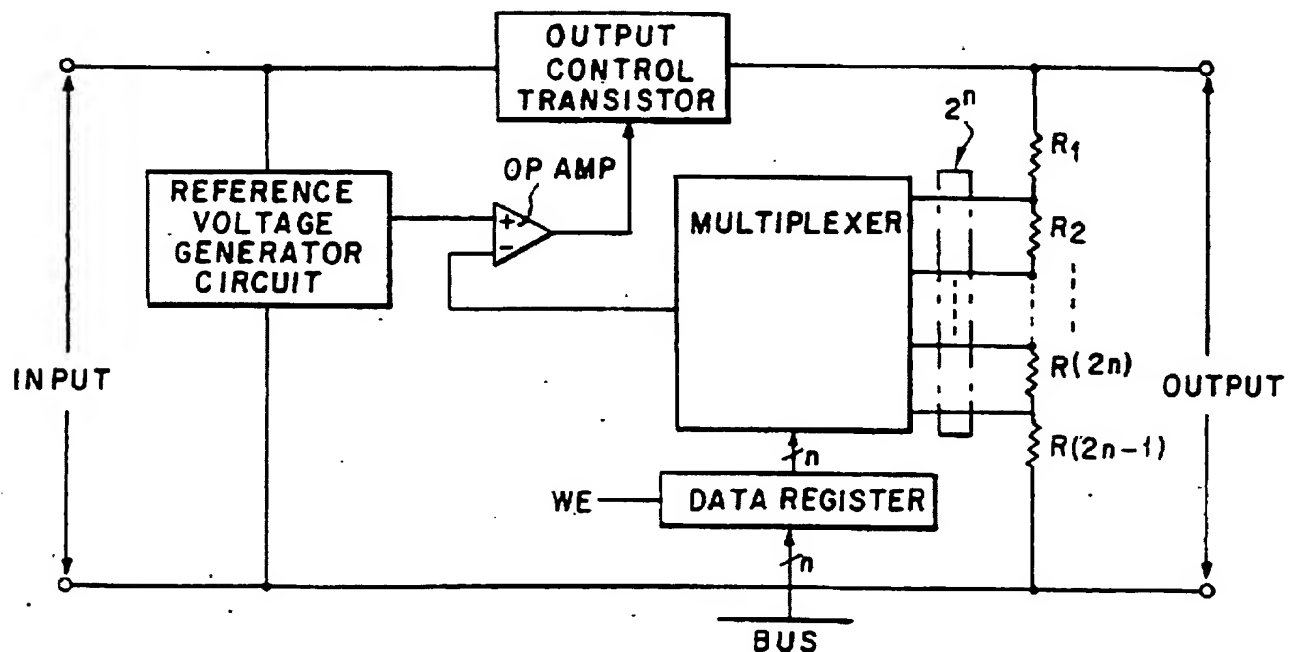 OUTPUT
CONTROL
TRANSISTOR
2ⁿ
R1
OP AMP
REFERENCE
VOLTAGE
GENERATOR
CIRCUIT
+
-
MULTIPLEXER
R2
INPUT
R(2n)
OUTPUT
R(2n-1)
n
WE
DATA REGISTER
n
BUS